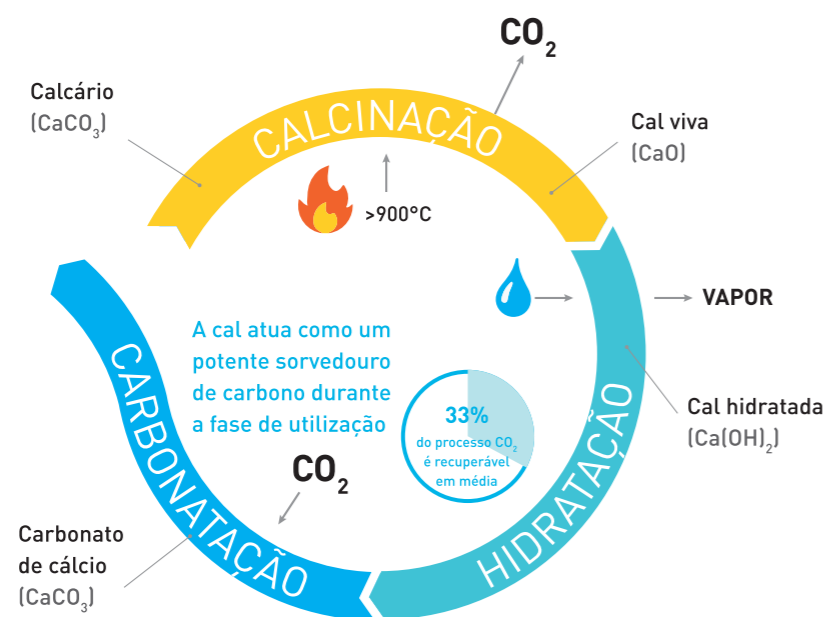 CO₂
Calcário
(CaCO₃)
CALCINAÇÃO
Cal viva
(CaO)
>900°C
VAPOR
A cal atua como um
potente sorvedouro
de carbono durante
a fase de utilização
33%
do processo CO₂
é recuperável
em média
Cal hidratada
(Ca(OH)₂)
HIDRATAÇÃO
CO₂
CARBONATAÇÃO
Carbonato
de cálcio
(CaCO₃)